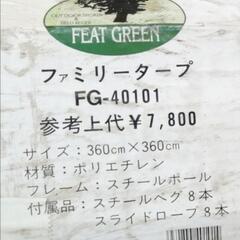 FEAT GREEN
ファミリータープ
FG-40101
参考上代￥7,800
サイズ：360cm×360cm
材質：ポリエチレン
フレーム：スチールポール
付属品：スチールペグ8本
スライドロープ8本